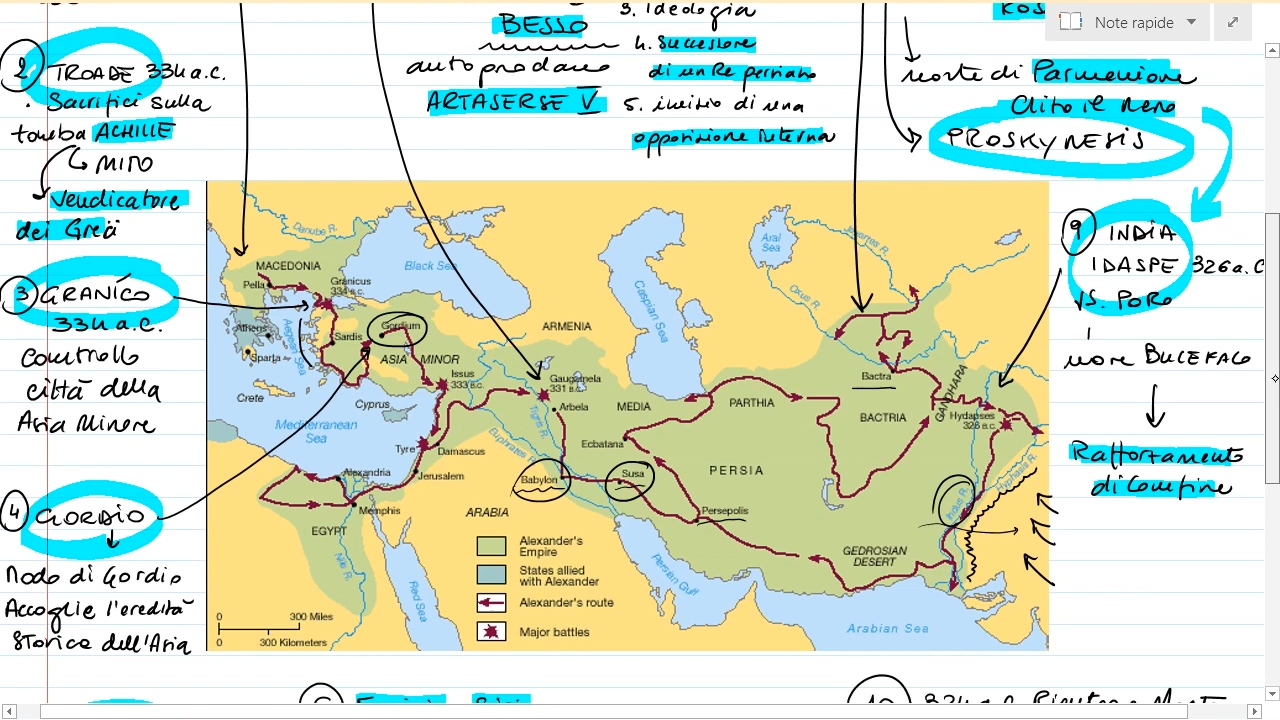 Note rapide
BESSO
autoproclamo
ARTASERSE V
3. Ideologia
4. Successore
di un Re persiano
5. inizio di una
opposizione interna
morte di Parmenione
Clito il Nero
PROSKYNESIS
2 TROADE 334 a.C.
. Sacrifici sulla
tomba ACHILLE
MITO
Vendicatore
dei Greci
3 GRANICO
334 a.C.
controllo
città della
Asia Minore
4 GORDIO
Nodo di Gordio
Accoglie l'eredità
Storica dell'Asia
9 INDIA
IDASPE 326 a.C
VS. PORO
muore BUCEFALO
Rafforzamento
di Confine
Danube R.
MACEDONIA
Pella
Granicus
334 B.C.
Black Sea
Caspian Sea
Aral
Sea
Jaxartes R.
Oxus R.
Athens
Sparta
Aegean Sea
Sardis
Gordium
ASIA MINOR
ARMENIA
Crete
Cyprus
Mediterranean
Sea
Issus
333 B.C.
Gaugamela
331 B.C.
Arbela
Tigris R.
Euphrates R.
MEDIA
Ecbatana
PARTHIA
Bactra
BACTRIA
GANDHARA
Hydaspes
326 B.C.
Hyphasis R.
Indus R.
Tyre
Damascus
Jerusalem
Alexandria
Memphis
EGYPT
Nile R.
Red Sea
ARABIA
Babylon
Susa
PERSIA
Persepolis
Persian Gulf
GEDROSIAN
DESERT
Arabian Sea
Alexander's
Empire
States allied
with Alexander
Alexander's route
Major battles
0 300 Miles
0 300 Kilometers